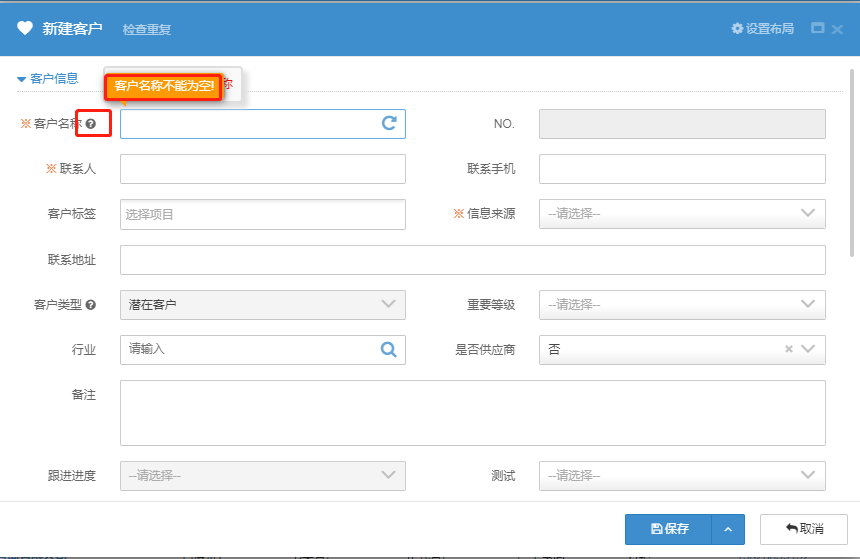 新建客户 检查重复 设置布局
客户信息
客户名称不能为空! 称
※ 客户名称 NO.
※ 联系人 联系手机
客户标签 选择项目 ※ 信息来源 --请选择--
联系地址
客户类型 潜在客户 重要等级 --请选择--
行业 请输入 是否供应商 否
备注
跟进进度 --请选择-- 测试 --请选择--
保存 取消